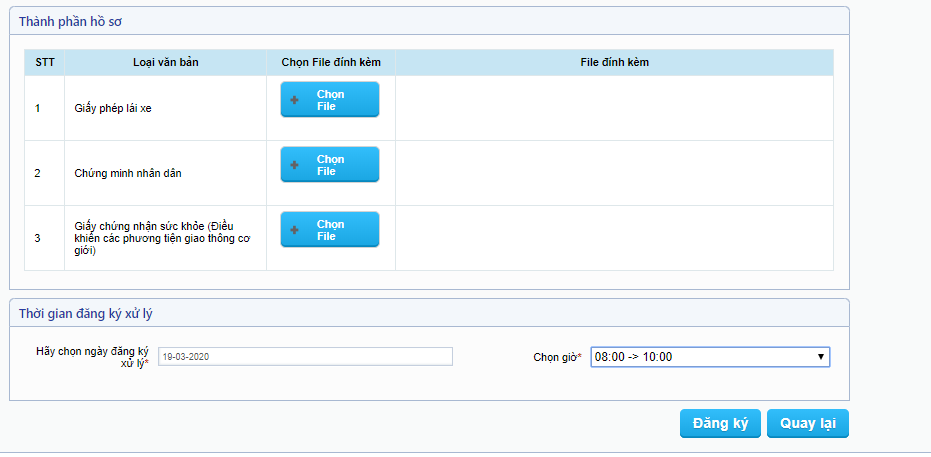 Thành phần hồ sơ
STT Loại văn bản Chọn File đính kèm File đính kèm
1 Giấy phép lái xe Chọn
File
2 Chứng minh nhân dân Chọn
File
3 Giấy chứng nhận sức khỏe (Điều
khiển các phương tiện giao thông cơ
giới) Chọn
File
Thời gian đăng ký xử lý
Hãy chọn ngày đăng ký
xử lý* 19-03-2020 Chọn giờ* 08:00 -> 10:00
Đăng ký Quay lại